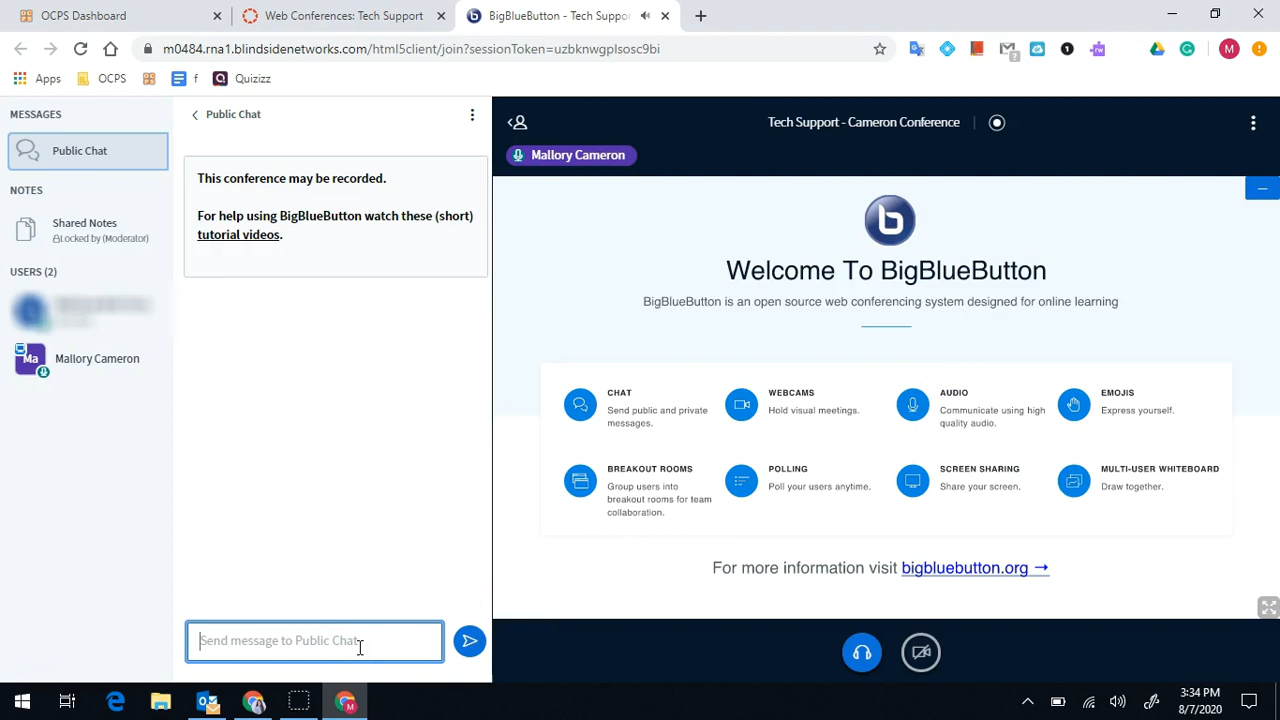 OCPS Dashboard
Web Conferences: Tech Support
BigBlueButton - Tech Suppo
m0484.rna1.blindsidenetworks.com/html5client/join?sessionToken=uzbknwgplsosc9bi
M
Apps
OCPS
f
Quizizz
MESSAGES
Public Chat
NOTES
Shared Notes
Locked by (Moderator)
USERS (2)
Ma
Mallory Cameron
Public Chat
This conference may be recorded.
For help using BigBlueButton watch these (short)
tutorial videos.
Send message to Public Chat
Tech Support - Cameron Conference
Mallory Cameron
b
Welcome To BigBlueButton
BigBlueButton is an open source web conferencing system designed for online learning
CHAT
Send public and private
messages.
WEBCAMS
Hold visual meetings.
AUDIO
Communicate using high
quality audio.
EMOJIS
Express yourself.
BREAKOUT ROOMS
Group users into
breakout rooms for team
collaboration.
POLLING
Poll your users anytime.
SCREEN SHARING
Share your screen.
MULTI-USER WHITEBOARD
Draw together.
For more information visit bigbluebutton.org →
3:34 PM
8/7/2020